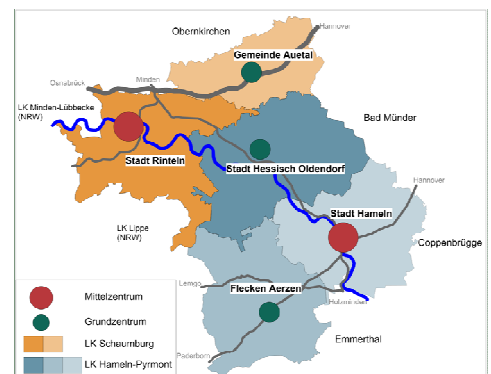 Obernkirchen
Hannover
Gemeinde Auetal
Minden
Osnabrück
LK Minden-Lübbecke
(NRW)
Bad Münder
Stadt Rinteln
Stadt Hessisch Oldendorf
Hannover
Stadt Hameln
LK Lippe
(NRW)
Coppenbrügge
Lemgo
Flecken Aerzen
Holzminden
Mittelzentrum
Grundzentrum
Emmerthal
LK Schaumburg
Paderborn
LK Hameln-Pyrmont